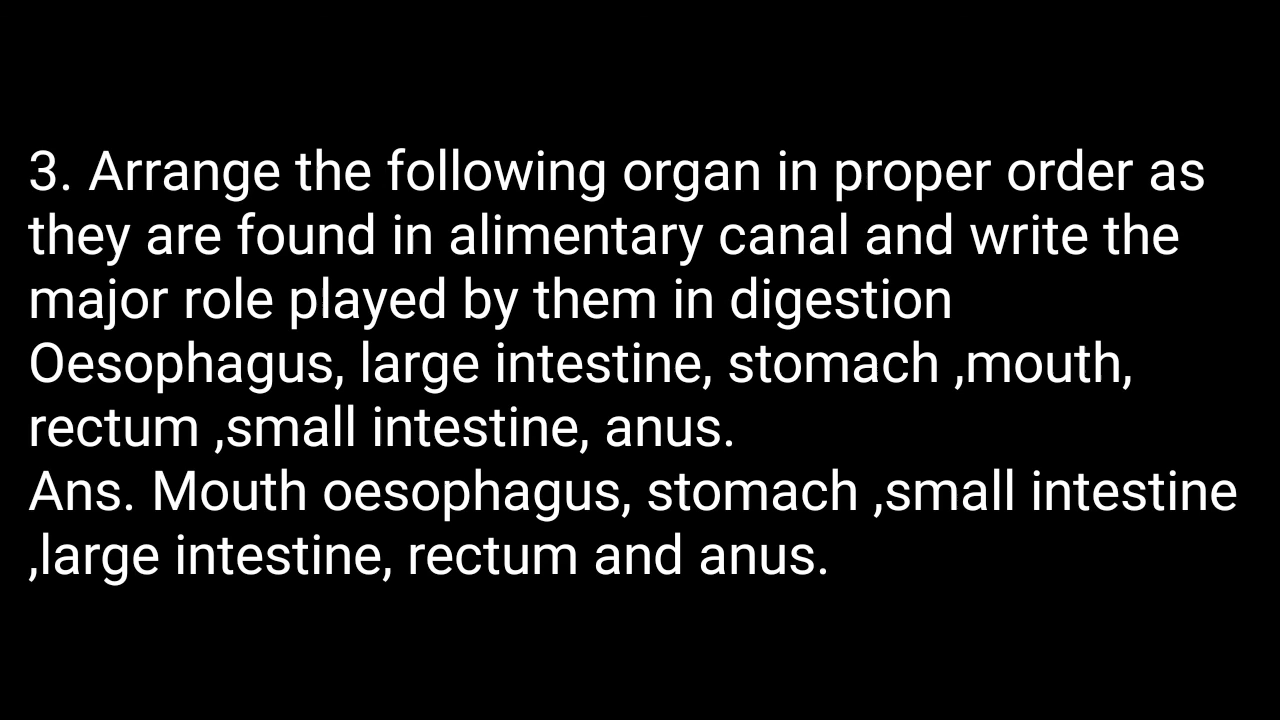 3. Arrange the following organ in proper order as
they are found in alimentary canal and write the
major role played by them in digestion
Oesophagus, large intestine, stomach ,mouth,
rectum ,small intestine, anus.
Ans. Mouth oesophagus, stomach ,small intestine
,large intestine, rectum and anus.